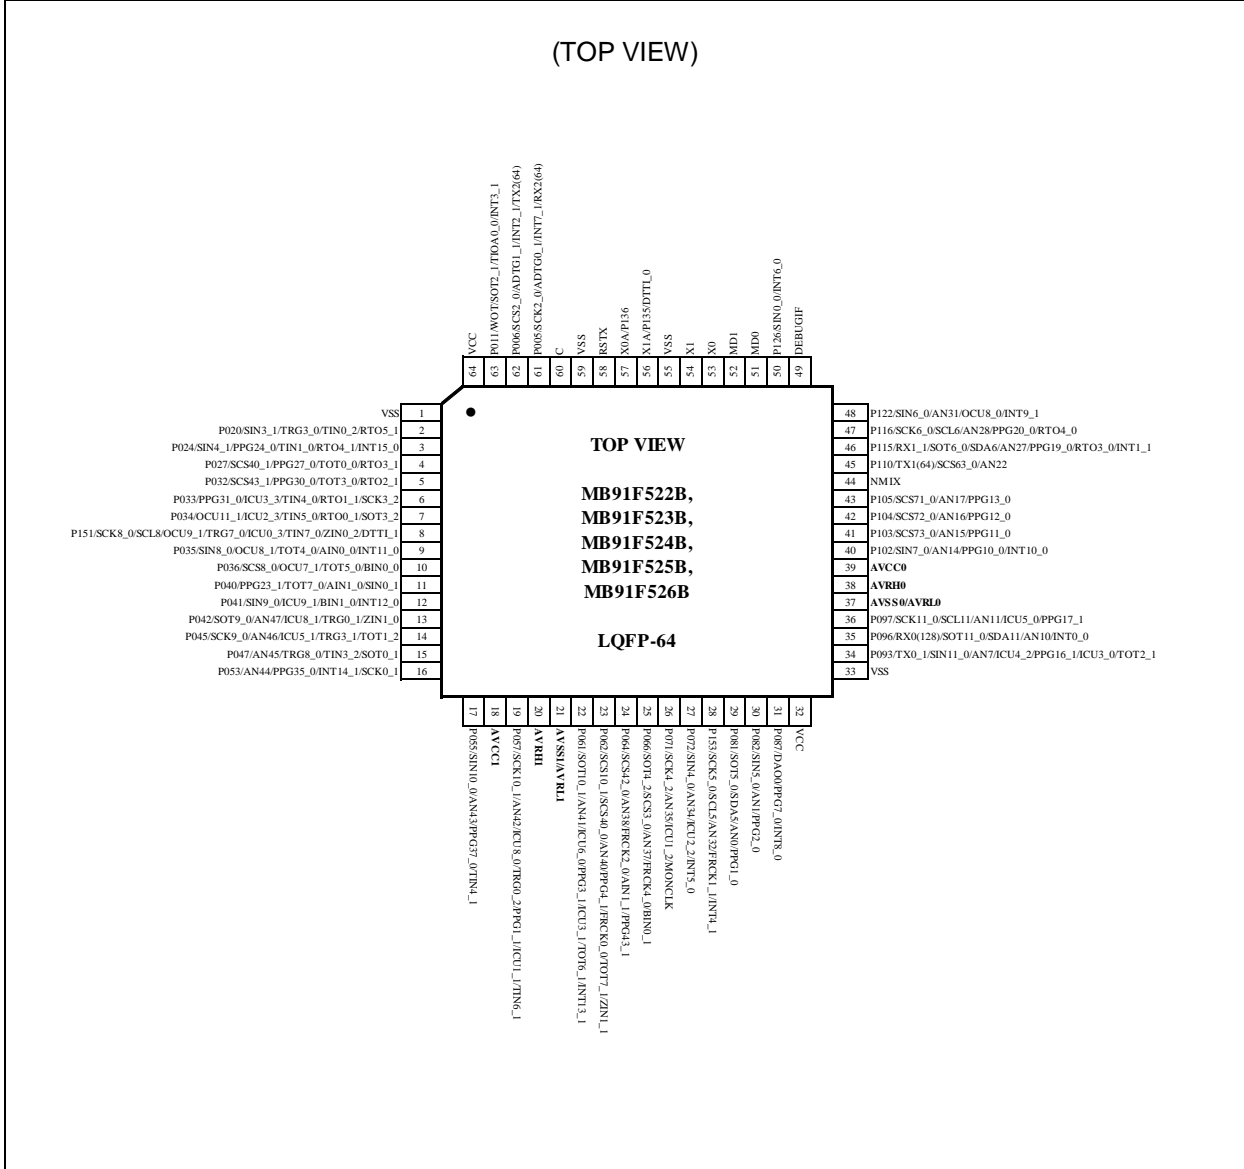 (TOP VIEW)
64 VCC
63 P011/WOT/SOT2_1/TIOA0_0/INT3_1
62 P006/SCS2_0/ADTG1_1/INT2_1/TX2(64)
61 P005/SCK2_0/ADTG0_1/INT7_1/RX2(64)
60 C
59 VSS
58 RSTX
57 X0A/P136
56 X1A/P135/DTTI_0
55 VSS
54 X1
53 X0
52 MD1
51 MD0
50 P126/SIN0_0/INT6_0
49 DEBUGIF
VSS 1
P020/SIN3_1/TRG3_0/TIN0_2/RTO5_1 2
P024/SIN4_1/PPG24_0/TIN1_0/RTO4_1/INT15_0 3
P027/SCS40_1/PPG27_0/TOT0_0/RTO3_1 4
P032/SCS43_1/PPG30_0/TOT3_0/RTO2_1 5
P033/PPG31_0/ICU3_3/TIN4_0/RTO1_1/SCK3_2 6
P034/OCU11_1/ICU2_3/TIN5_0/RTO0_1/SOT3_2 7
P151/SCK8_0/SCL8/OCU9_1/TRG7_0/ICU0_3/TIN7_0/ZIN0_2/DTTI_1 8
P035/SIN8_0/OCU8_1/TOT4_0/AIN0_0/INT11_0 9
P036/SCS8_0/OCU7_1/TOT5_0/BIN0_0 10
P040/PPG23_1/TOT7_0/AIN1_0/SIN0_1 11
P041/SIN9_0/ICU9_1/BIN1_0/INT12_0 12
P042/SOT9_0/AN47/ICU8_1/TRG0_1/ZIN1_0 13
P045/SCK9_0/AN46/ICU5_1/TRG3_1/TOT1_2 14
P047/AN45/TRG8_0/TIN3_2/SOT0_1 15
P053/AN44/PPG35_0/INT14_1/SCK0_1 16
TOP VIEW
MB91F522B,
MB91F523B,
MB91F524B,
MB91F525B,
MB91F526B
LQFP-64
48 P122/SIN6_0/AN31/OCU8_0/INT9_1
47 P116/SCK6_0/SCL6/AN28/PPG20_0/RTO4_0
46 P115/RX1_1/SOT6_0/SDA6/AN27/PPG19_0/RTO3_0/INT1_1
45 P110/TX1(64)/SCS63_0/AN22
44 NMIX
43 P105/SCS71_0/AN17/PPG13_0
42 P104/SCS72_0/AN16/PPG12_0
41 P103/SCS73_0/AN15/PPG11_0
40 P102/SIN7_0/AN14/PPG10_0/INT10_0
39 AVCC0
38 AVRH0
37 AVSS0/AVRL0
36 P097/SCK11_0/SCL11/AN11/ICU5_0/PPG17_1
35 P096/RX0(128)/SOT11_0/SDA11/AN10/INT0_0
34 P093/TX0_1/SIN11_0/AN7/ICU4_2/PPG16_1/ICU3_0/TOT2_1
33 VSS
17 P055/SIN10_0/AN43/PPG37_0/TIN4_1
18 AVCC1
19 P057/SCK10_1/AN42/ICU8_0/TRG0_2/PPG1_1/ICU1_1/TIN6_1
20 AVRH1
21 AVSS1/AVRL1
22 P061/SOT10_1/AN41/ICU6_0/PPG3_1/ICU3_1/TOT6_1/INT13_1
23 P062/SCS10_1/SCS40_0/AN40/PPG4_1/FRCK0_0/TOT7_1/ZIN1_1
24 P064/SCS42_0/AN38/FRCK2_0/AIN1_1/PPG43_1
25 P066/SOT4_2/SCS3_0/AN37/FRCK4_0/BIN0_1
26 P071/SCK4_2/AN35/ICU1_2/MONCLK
27 P072/SIN4_0/AN34/ICU2_2/INT5_0
28 P153/SCK5_0/SCL5/AN32/FRCK1_1/INT4_1
29 P081/SOT5_0/SDA5/AN0/PPG1_0
30 P082/SIN5_0/AN1/PPG2_0
31 P087/DAO0/PPG7_0/INT8_0
32 VCC